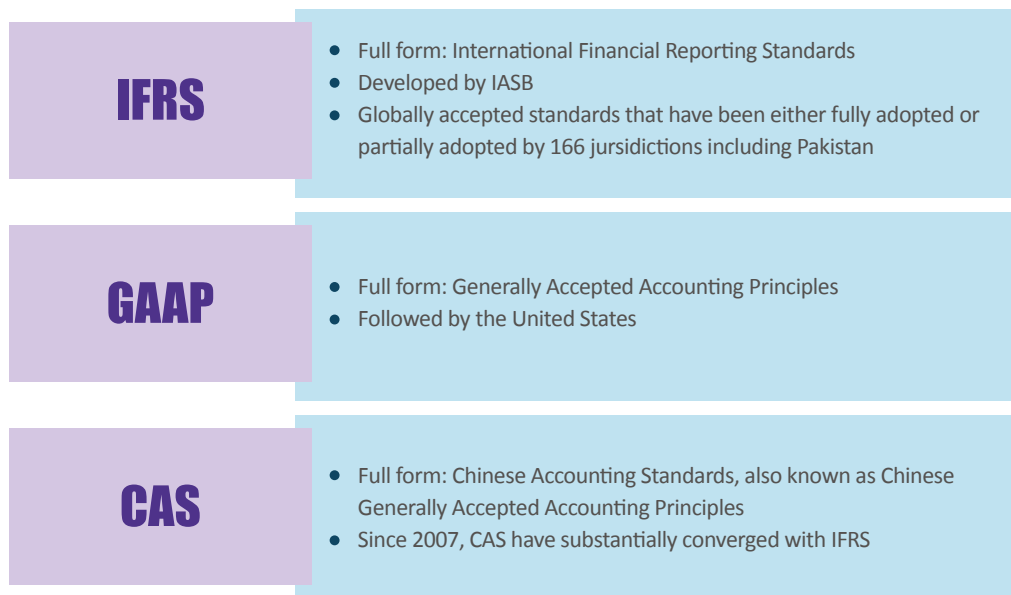 IFRS
● Full form: International Financial Reporting Standards
● Developed by IASB
● Globally accepted standards that have been either fully adopted or
partially adopted by 166 jursidictions including Pakistan
GAAP
● Full form: Generally Accepted Accounting Principles
● Followed by the United States
CAS
● Full form: Chinese Accounting Standards, also known as Chinese
Generally Accepted Accounting Principles
● Since 2007, CAS have substantially converged with IFRS